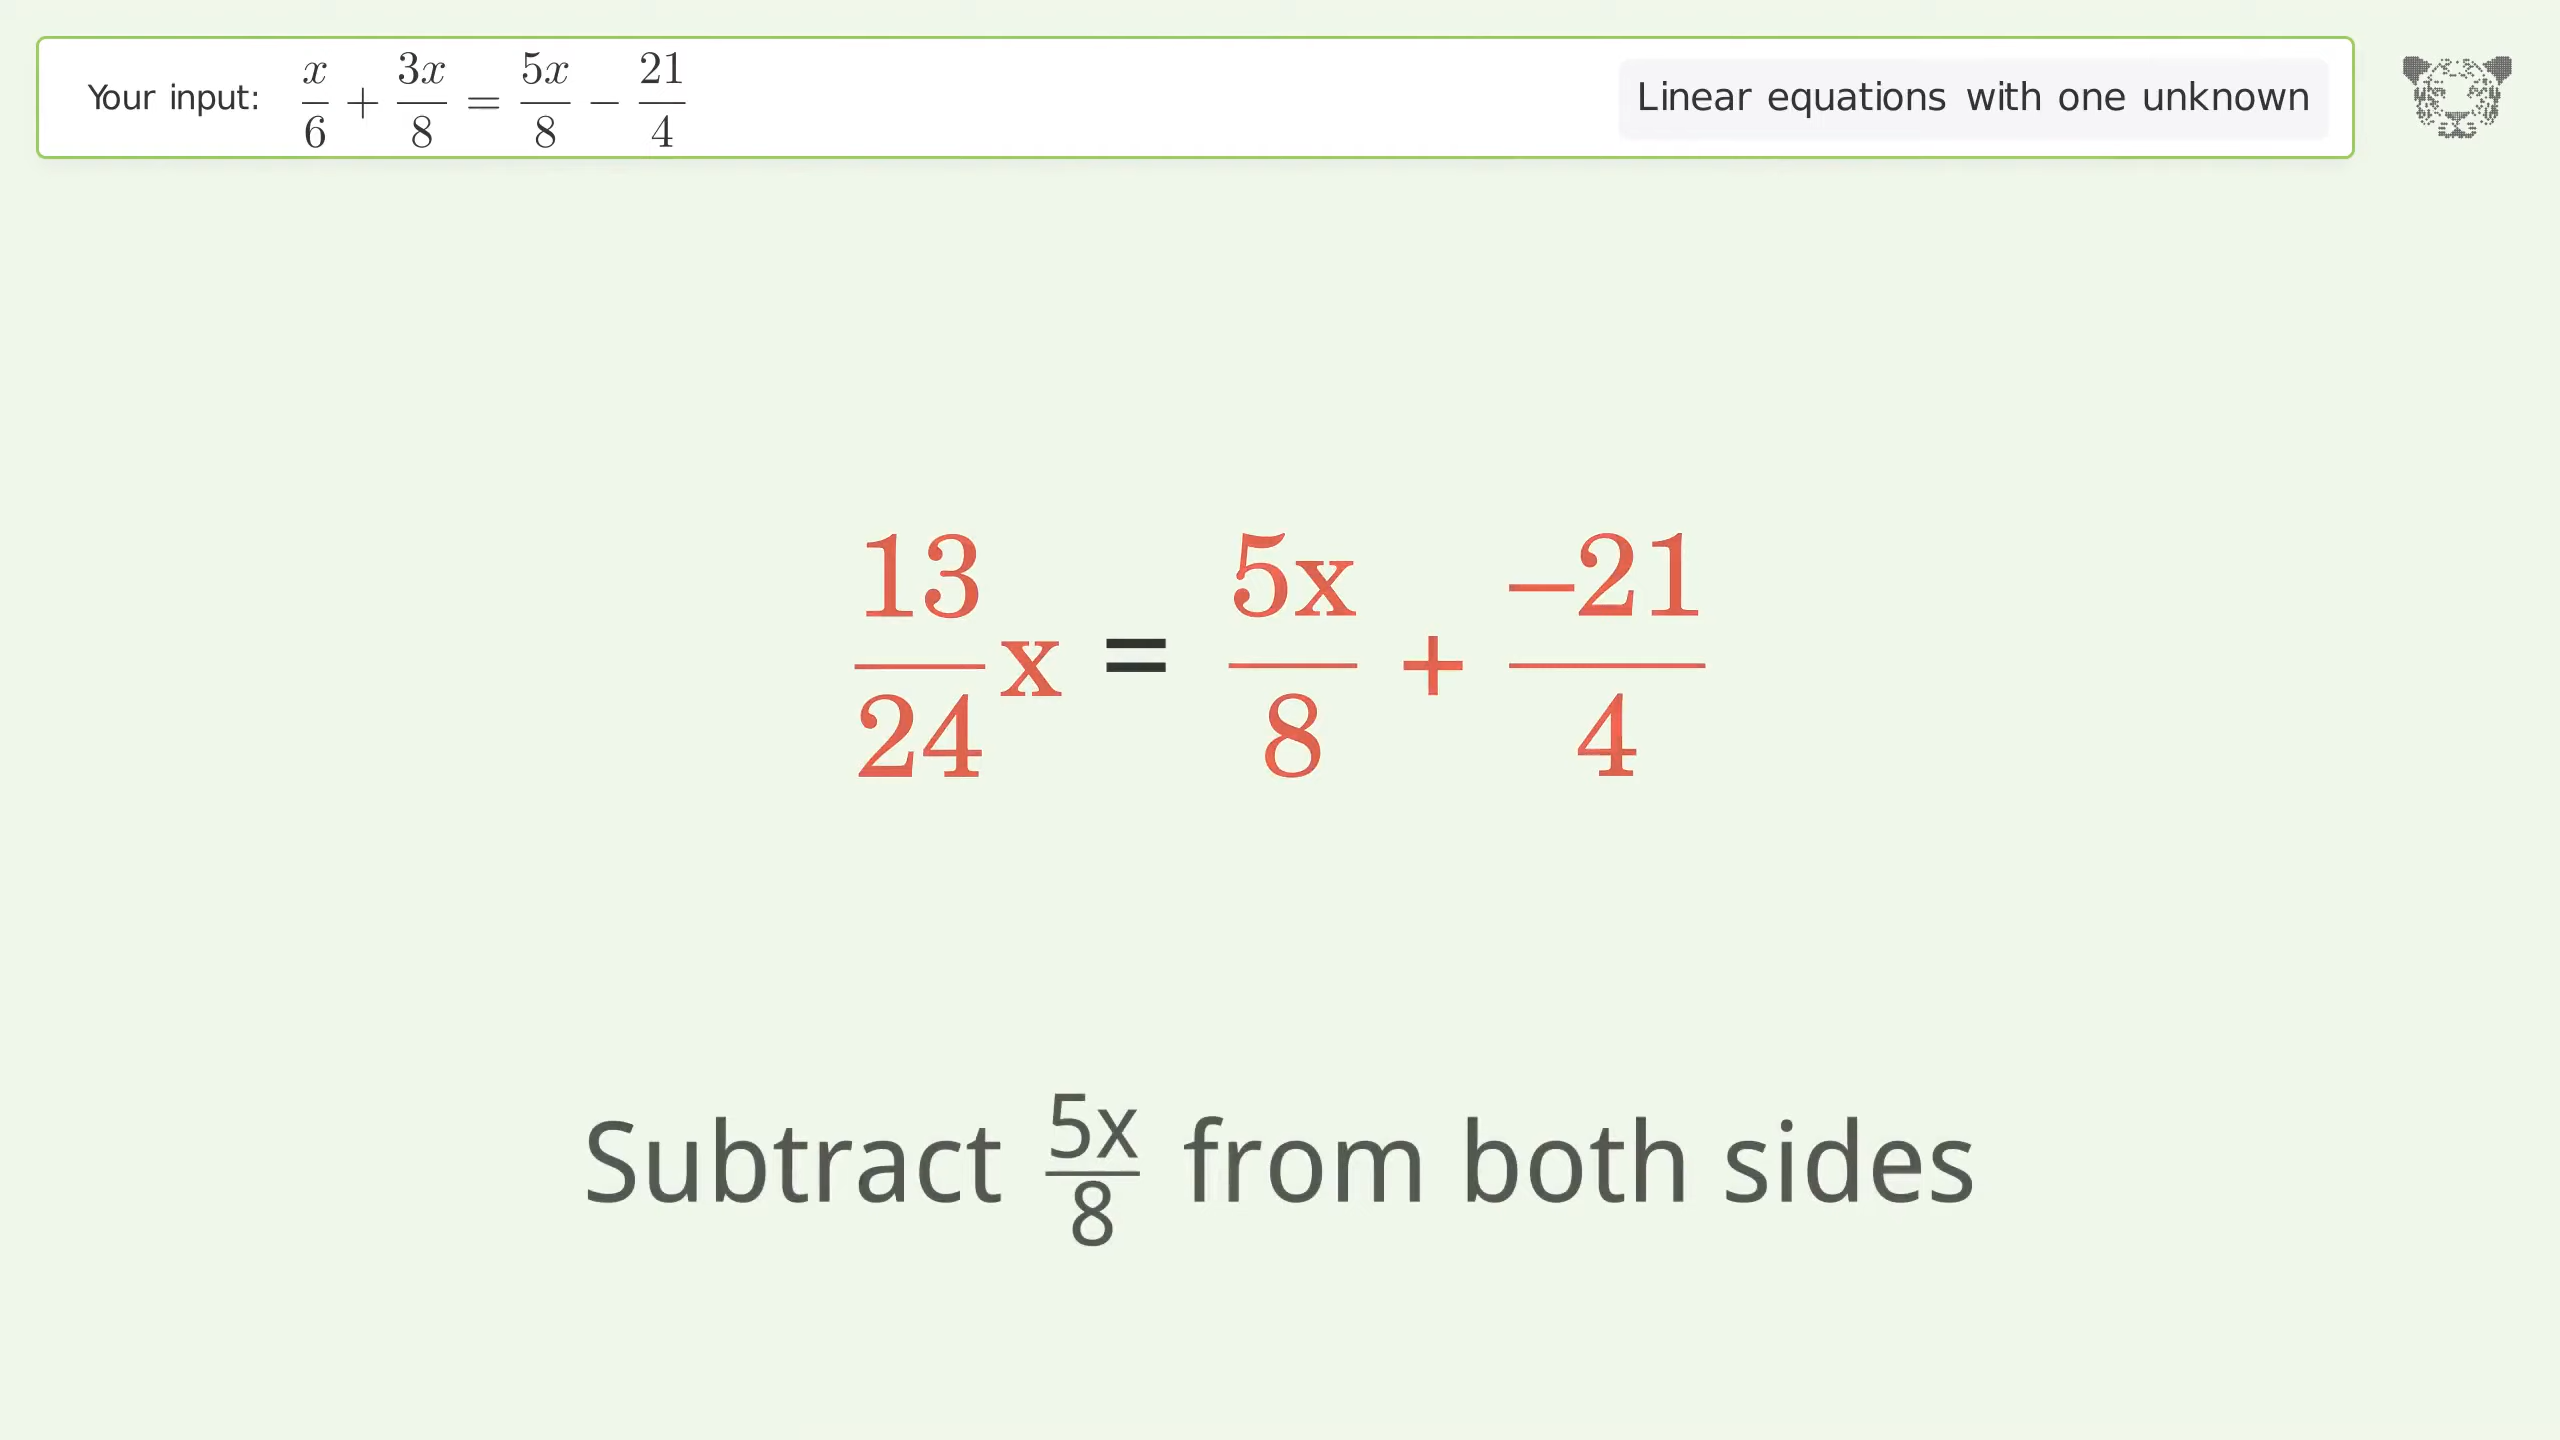 Your input: x/6 + 3x/8 = 5x/8 − 21/4
Linear equations with one unknown
13/24 x = 5x/8 + −21/4
Subtract 5x/8 from both sides